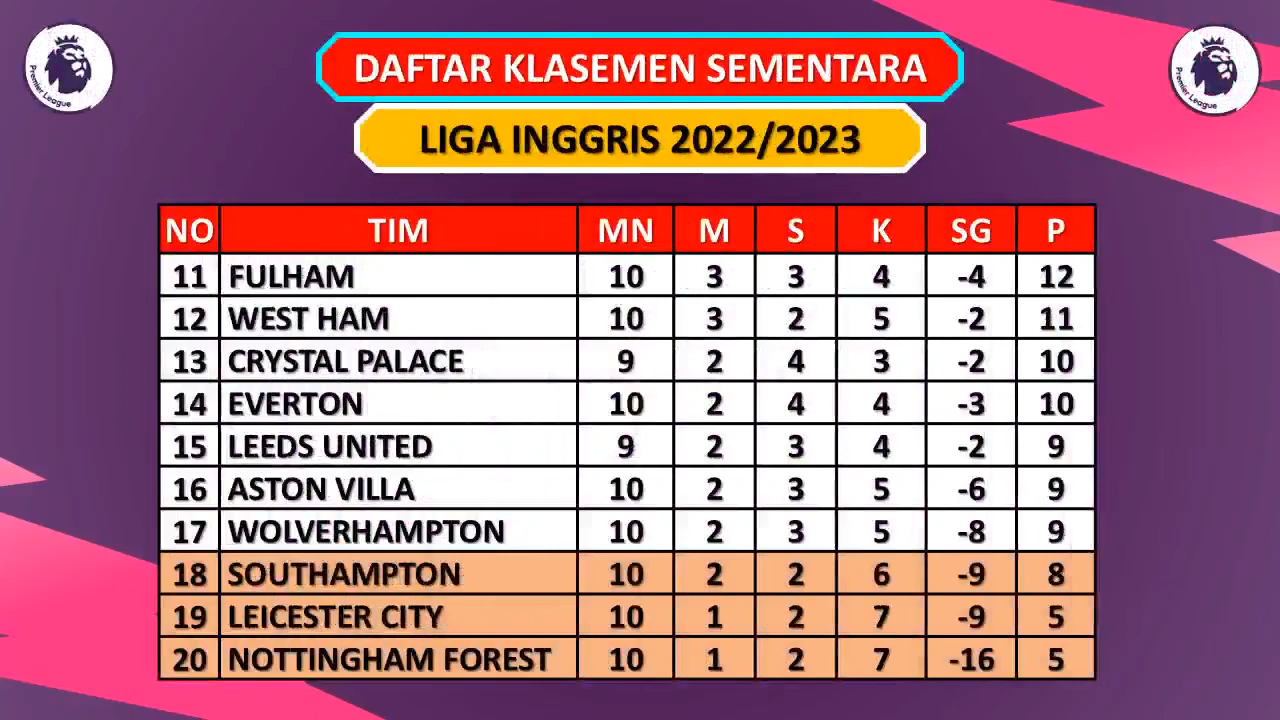 Premier League
Premier League
DAFTAR KLASEMEN SEMENTARA
LIGA INGGRIS 2022/2023
NO TIM MN M S K SG P
11 FULHAM 10 3 3 4 -4 12
12 WEST HAM 10 3 2 5 -2 11
13 CRYSTAL PALACE 9 2 4 3 -2 10
14 EVERTON 10 2 4 4 -3 10
15 LEEDS UNITED 9 2 3 4 -2 9
16 ASTON VILLA 10 2 3 5 -6 9
17 WOLVERHAMPTON 10 2 3 5 -8 9
18 SOUTHAMPTON 10 2 2 6 -9 8
19 LEICESTER CITY 10 1 2 7 -9 5
20 NOTTINGHAM FOREST 10 1 2 7 -16 5